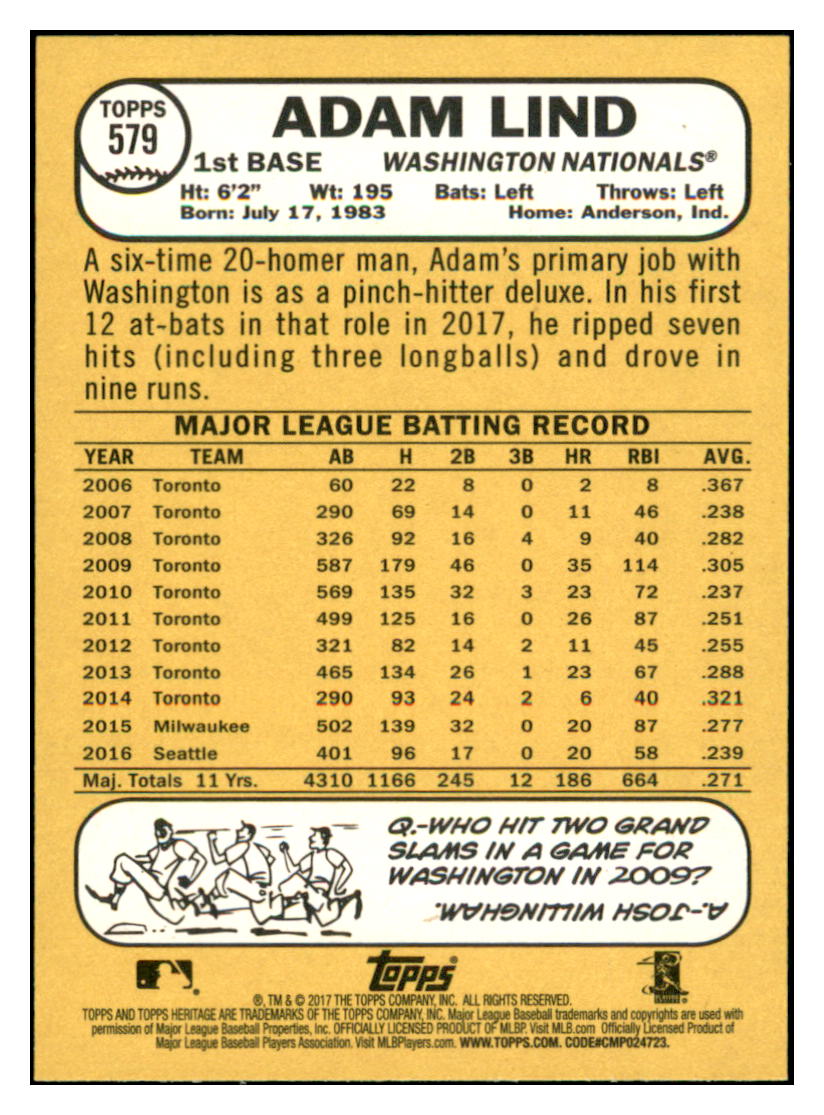 TOPPS
579
ADAM LIND
1st BASE WASHINGTON NATIONALS®
Ht: 6'2" Wt: 195 Bats: Left Throws: Left
Born: July 17, 1983 Home: Anderson, Ind.
A six-time 20-homer man, Adam's primary job with
Washington is as a pinch-hitter deluxe. In his first
12 at-bats in that role in 2017, he ripped seven
hits (including three longballs) and drove in
nine runs.
MAJOR LEAGUE BATTING RECORD
YEAR TEAM AB H 2B 3B HR RBI AVG.
2006 Toronto 60 22 8 0 2 8 .367
2007 Toronto 290 69 14 0 11 46 .238
2008 Toronto 326 92 16 4 9 40 .282
2009 Toronto 587 179 46 0 35 114 .305
2010 Toronto 569 135 32 3 23 72 .237
2011 Toronto 499 125 16 0 26 87 .251
2012 Toronto 321 82 14 2 11 45 .255
2013 Toronto 465 134 26 1 23 67 .288
2014 Toronto 290 93 24 2 6 40 .321
2015 Milwaukee 502 139 32 0 20 87 .277
2016 Seattle 401 96 17 0 20 58 .239
Maj. Totals 11 Yrs. 4310 1166 245 12 186 664 .271
Q.-WHO HIT TWO GRAND
SLAMS IN A GAME FOR
WASHINGTON IN 2009?
A.-JOSH WILLINGHAM.
Topps
®, TM & © 2017 THE TOPPS COMPANY, INC. ALL RIGHTS RESERVED.
TOPPS AND TOPPS HERITAGE ARE TRADEMARKS OF THE TOPPS COMPANY, INC. Major League Baseball trademarks and copyrights are used with
permission of Major League Baseball Properties, Inc. OFFICIALLY LICENSED PRODUCT OF MLBP. Visit MLB.com Officially Licensed Product of
Major League Baseball Players Association. Visit MLBPlayers.com. WWW.TOPPS.COM. CODE#CMP024723.